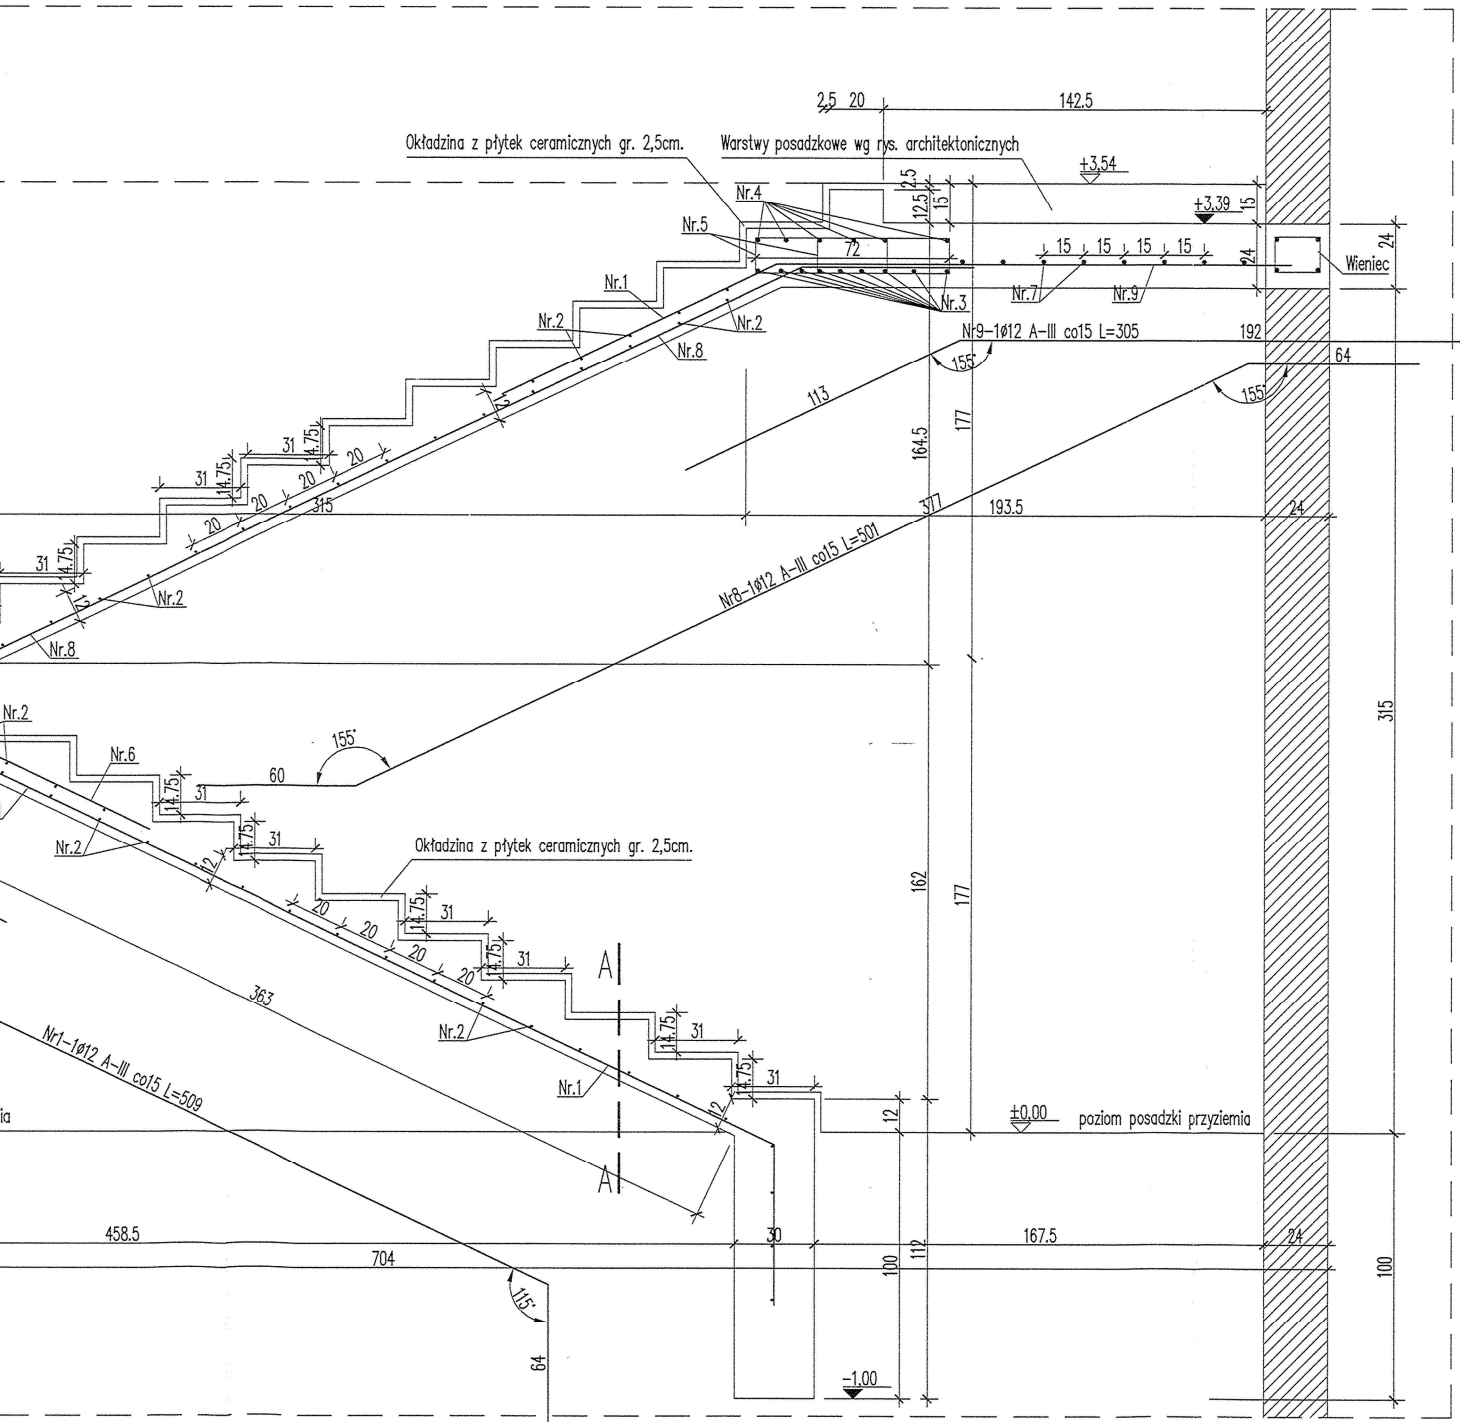 2,5 20 142.5
Okładzina z płytek ceramicznych gr. 2,5cm.
Warstwy posadzkowe wg rys. architektonicznych
+3,54
2.5
12.5
15
+3,39
15
24
Nr.4
Nr.5
72
15 15 15 15
24
Wieniec
Nr.1
Nr.3
Nr.7
Nr.9
Nr.2
Nr.2
Nr.8
Nr9-1ø12 A-III co15 L=305
192
64
155°
155°
113
12
177
164.5
31
14.75
20
20
31
14.75
20
20
315
377
193.5
24
Nr8-1ø12 A-III co15 L=501
31
14.75
12
Nr.2
Nr.8
315
Nr.2
Nr.6
155°
60
14.75
31
14.75
31
Nr.2
12
Okładzina z płytek ceramicznych gr. 2,5cm.
162
177
20
20
20
20
14.75
31
14.75
31
A
363
Nr.2
Nr1-1ø12 A-III co15 L=509
14.75
31
14.75
31
Nr.1
12
12
±0,00
poziom posadzki przyziemia
ia
A
458.5
30
167.5
24
704
100
112
100
115°
64
-1,00